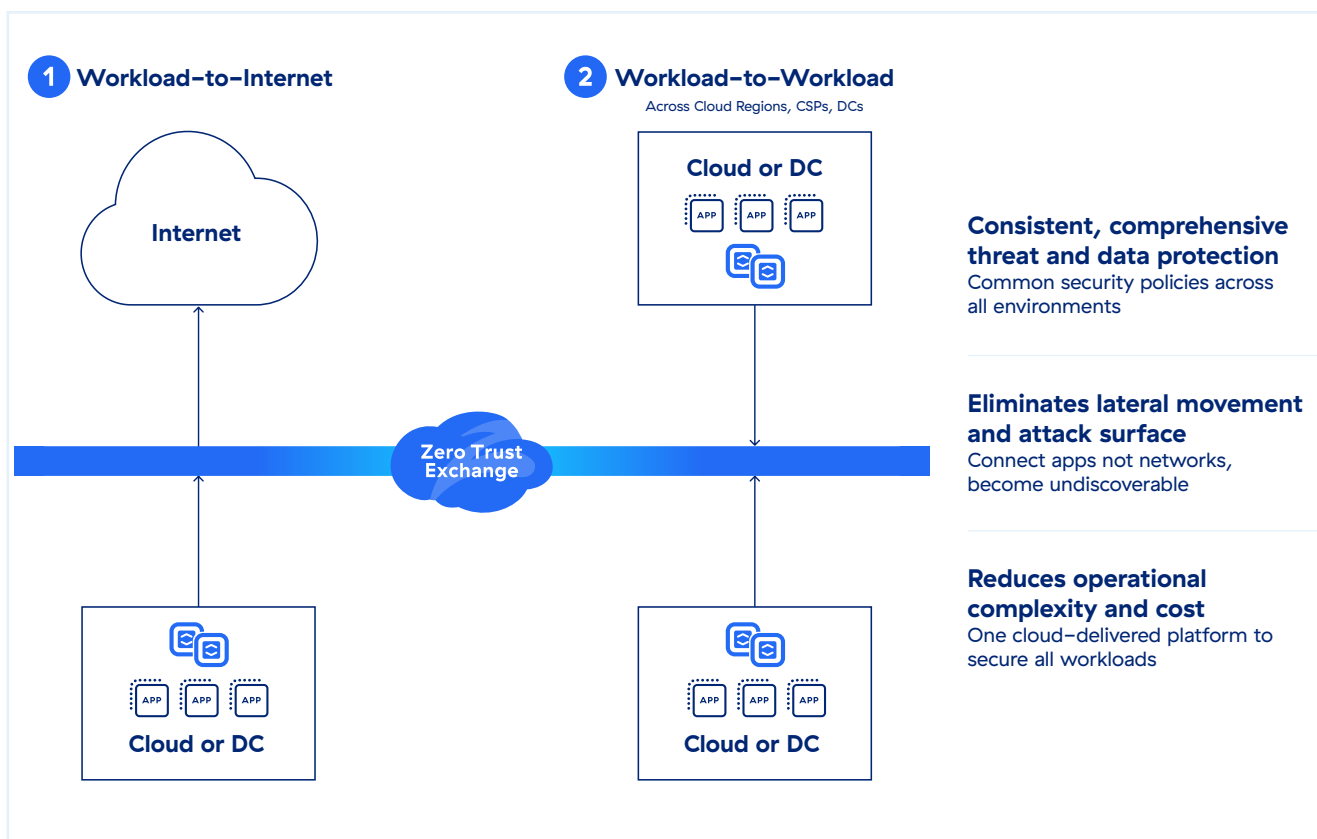 1 Workload-to-Internet
Internet
2 Workload-to-Workload
Across Cloud Regions, CSPs, DCs
Cloud or DC
APP APP APP
Zero Trust
Exchange
APP APP APP
Cloud or DC
APP APP APP
Cloud or DC
Consistent, comprehensive
threat and data protection
Common security policies across
all environments
Eliminates lateral movement
and attack surface
Connect apps not networks,
become undiscoverable
Reduces operational
complexity and cost
One cloud-delivered platform to
secure all workloads